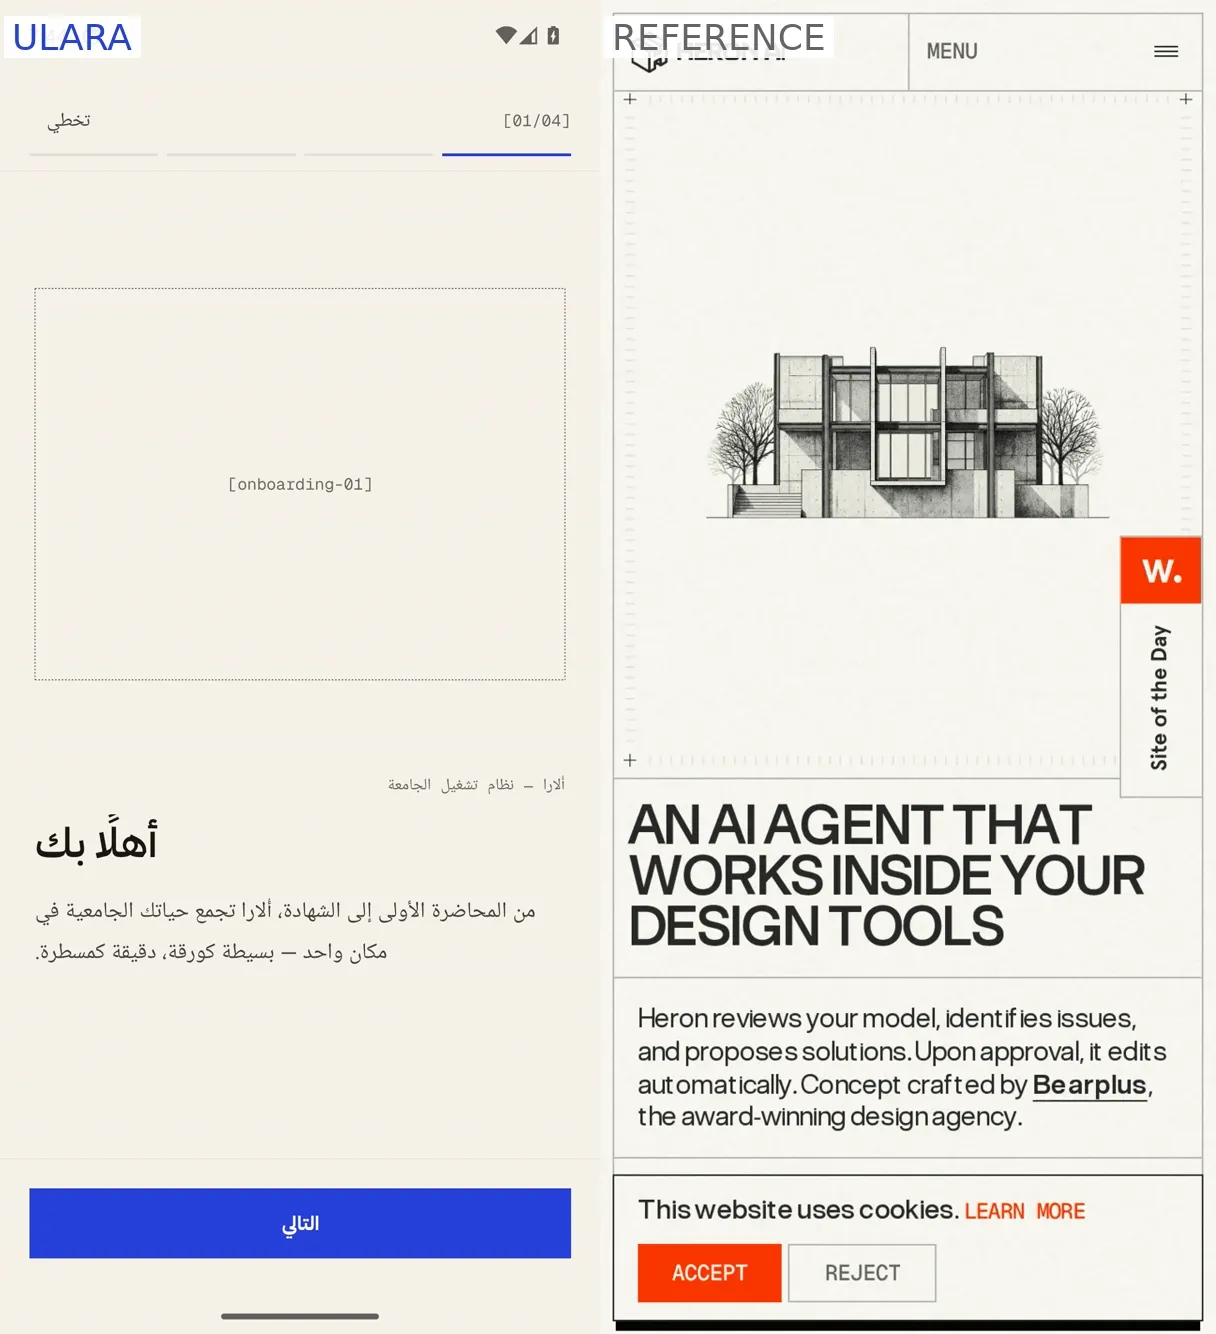 ULARA
تخطي
[01/04]
[onboarding-01]
ألارا — نظام تشغيل الجامعة
أهلًا بك
من المحاضرة الأولى إلى الشهادة، ألارا تجمع حياتك الجامعية في
مكان واحد — بسيطة كورقة، دقيقة كمسطرة.
التالي
REFERENCE
HERON AI
MENU
W.
Site of the Day
AN AI AGENT THAT
WORKS INSIDE YOUR
DESIGN TOOLS
Heron reviews your model, identifies issues,
and proposes solutions. Upon approval, it edits
automatically. Concept crafted by Bearplus,
the award-winning design agency.
This website uses cookies. LEARN MORE
ACCEPT
REJECT